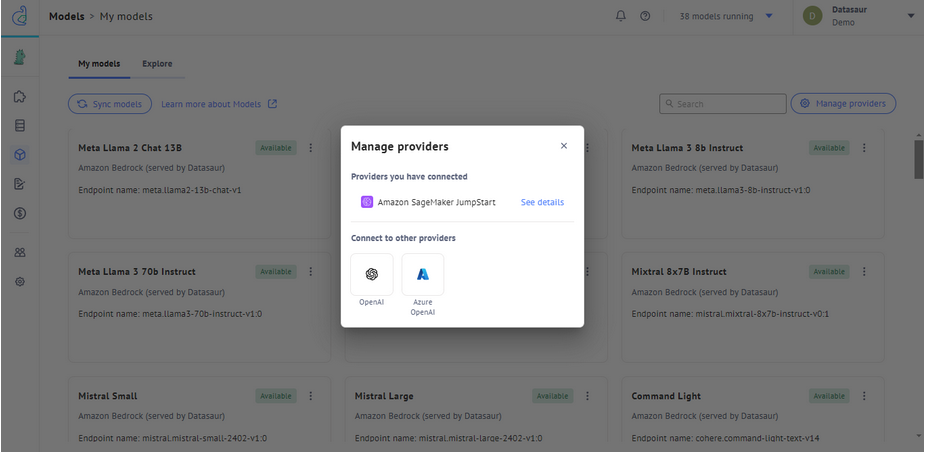 Models > My models
38 models running
D
Datasaur
Demo
My models
Explore
Sync models
Learn more about Models
Search
Manage providers
Meta Llama 2 Chat 13B
Available
Amazon Bedrock (served by Datasaur)
Endpoint name: meta.llama2-13b-chat-v1
Meta Llama 3 8b Instruct
Available
Amazon Bedrock (served by Datasaur)
Endpoint name: meta.llama3-8b-instruct-v1:0
Manage providers
Providers you have connected
Amazon SageMaker JumpStart
See details
Connect to other providers
OpenAI
Azure
OpenAI
Meta Llama 3 70b Instruct
Available
Amazon Bedrock (served by Datasaur)
Endpoint name: meta.llama3-70b-instruct-v1:0
Mixtral 8x7B Instruct
Available
Amazon Bedrock (served by Datasaur)
Endpoint name: mistral.mixtral-8x7b-instruct-v0:1
Mistral Small
Available
Amazon Bedrock (served by Datasaur)
Endpoint name: mistral.mistral-small-2402-v1:0
Mistral Large
Available
Amazon Bedrock (served by Datasaur)
Endpoint name: mistral.mistral-large-2402-v1:0
Command Light
Available
Amazon Bedrock (served by Datasaur)
Endpoint name: cohere.command-light-text-v14